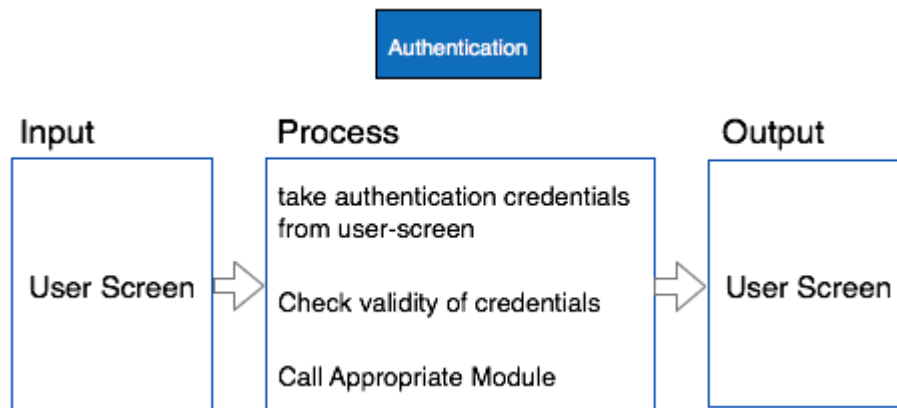 Authentication
Input
Process
Output
User Screen
take authentication credentials
from user-screen
Check validity of credentials
Call Appropriate Module
User Screen